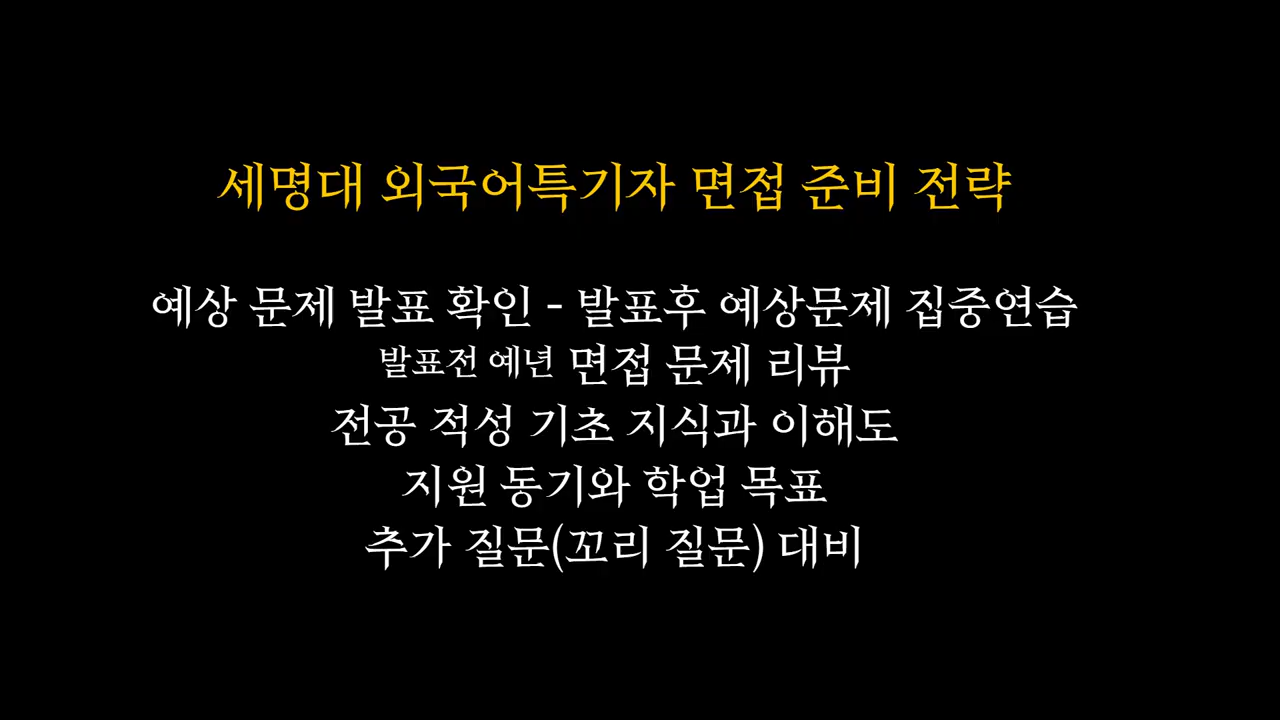 세명대 외국어특기자 면접 준비 전략
예상 문제 발표 확인 - 발표후 예상문제 집중연습
발표전 예년 면접 문제 리뷰
전공 적성 기초 지식과 이해도
지원 동기와 학업 목표
추가 질문(꼬리 질문) 대비